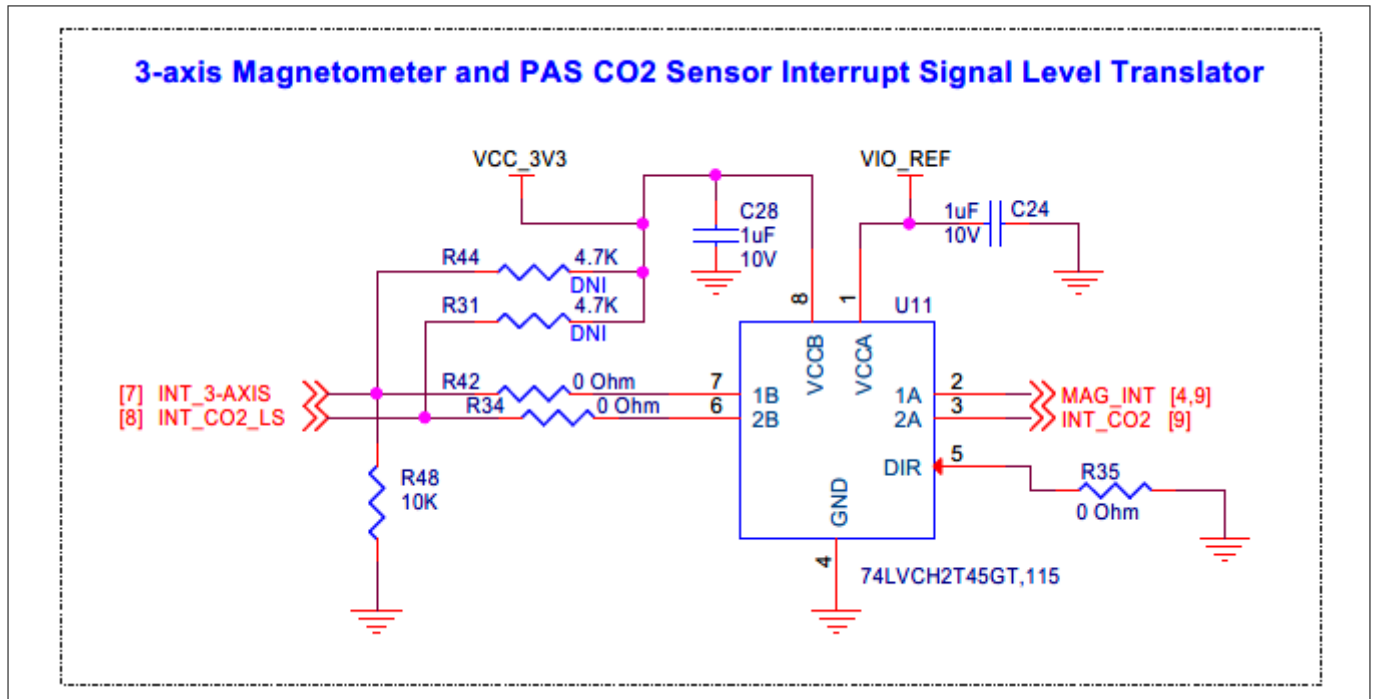 3-axis Magnetometer and PAS CO2 Sensor Interrupt Signal Level Translator
VCC_3V3
VIO_REF
C28
1uF
10V
1uF
10V
C24
R44
4.7K
DNI
R31
4.7K
DNI
8
1
U11
VCCB
VCCA
[7] INT_3-AXIS
R42
0 Ohm
7
1B
1A
2
MAG_INT [4,9]
[8] INT_CO2_LS
R34
0 Ohm
6
2B
2A
3
INT_CO2 [9]
DIR
5
R35
0 Ohm
R48
10K
GND
4
74LVCH2T45GT,115